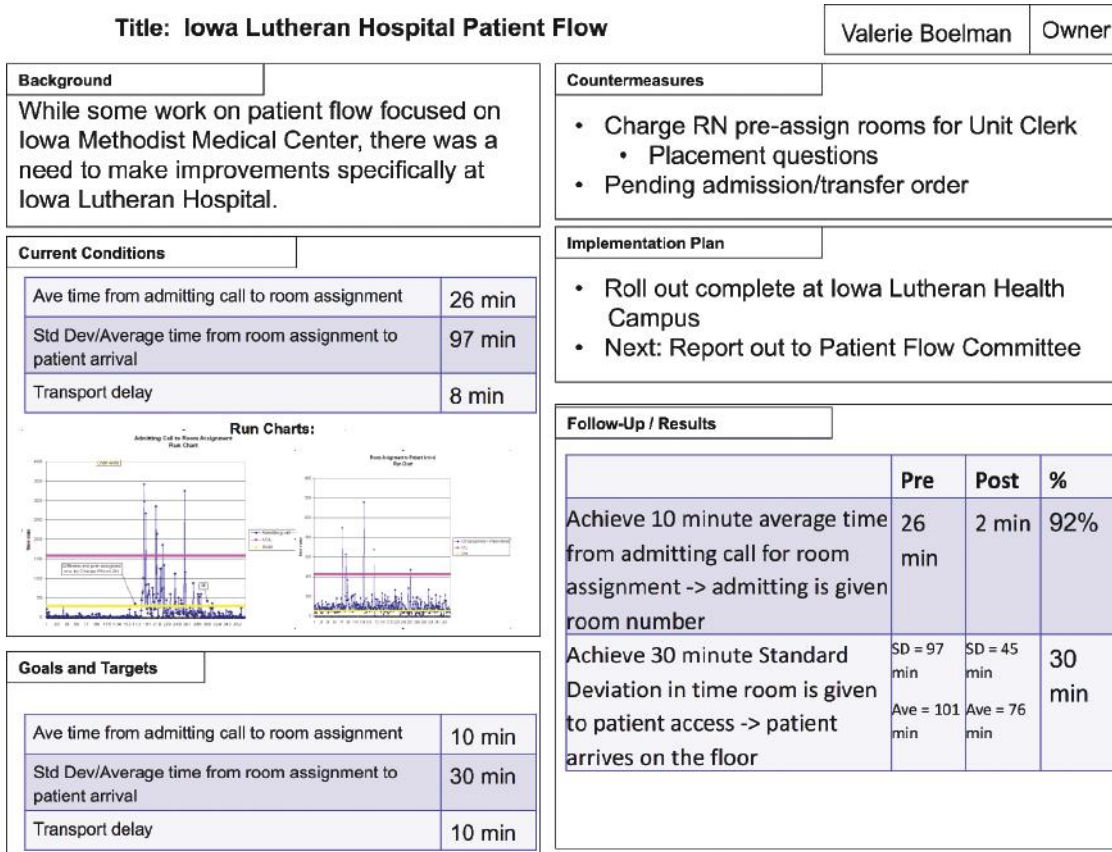 Title: Iowa Lutheran Hospital Patient Flow
Valerie Boelman
Owner
Background
While some work on patient flow focused on
Iowa Methodist Medical Center, there was a
need to make improvements specifically at
Iowa Lutheran Hospital.
Current Conditions
Ave time from admitting call to room assignment
26 min
Std Dev/Average time from room assignment to
patient arrival
97 min
Transport delay
8 min
Run Charts:
Admitting Call to Room Assignment
Run Chart
Run Chart
Goals and Targets
Ave time from admitting call to room assignment
10 min
Std Dev/Average time from room assignment to
patient arrival
30 min
Transport delay
10 min
Countermeasures
• Charge RN pre-assign rooms for Unit Clerk
• Placement questions
• Pending admission/transfer order
Implementation Plan
• Roll out complete at Iowa Lutheran Health
Campus
• Next: Report out to Patient Flow Committee
Follow-Up / Results
Pre
Post
%
Achieve 10 minute average time
from admitting call for room
assignment -> admitting is given
room number
26
min
2 min
92%
Achieve 30 minute Standard
Deviation in time room is given
to patient access -> patient
arrives on the floor
SD = 97
min
Ave = 101
min
SD = 45
min
Ave = 76
min
30
min